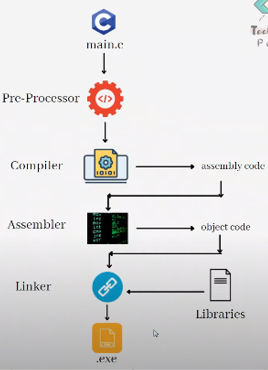 main.c
Pre-Processor
</>
Compiler
assembly code
Assembler
object code
Linker
Libraries
.exe